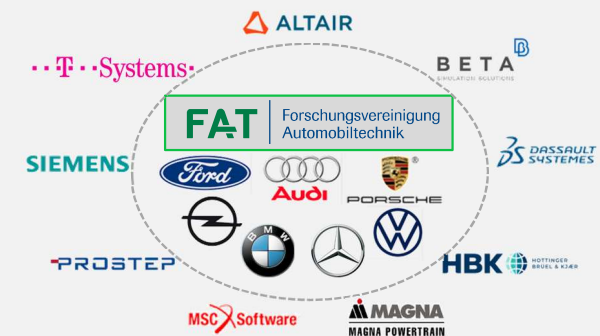 ALTAIR
T Systems
BETA
SIMULATION SOLUTIONS
FAT
Forschungsvereinigung
Automobiltechnik
SIEMENS
Ford
Audi
PORSCHE
DASSAULT
SYSTEMES
BMW
PROSTEP
HBK
HOTTINGER
BRUEL & KJÆR
MSC Software
MAGNA
MAGNA POWERTRAIN